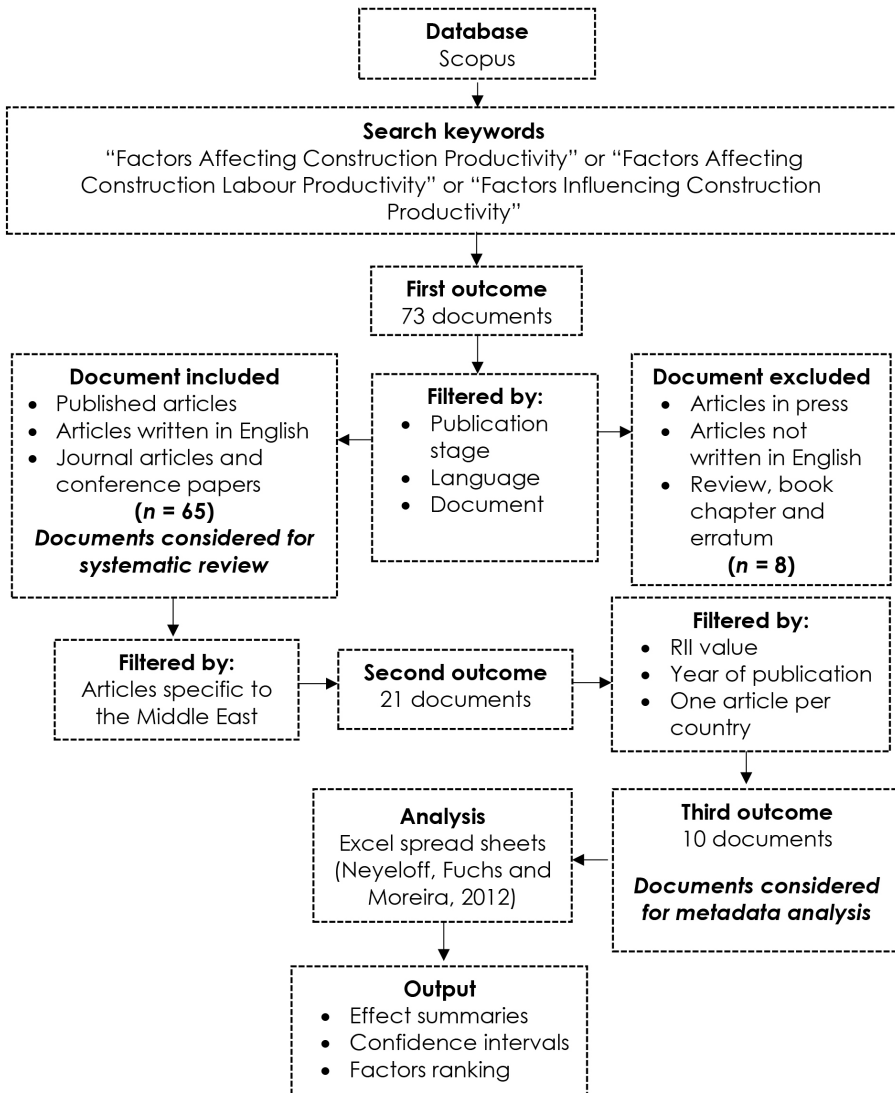 Database
Scopus
Search keywords
“Factors Affecting Construction Productivity” or “Factors Affecting
Construction Labour Productivity” or “Factors Influencing Construction
Productivity”
First outcome
73 documents
Document included
• Published articles
• Articles written in English
• Journal articles and
conference papers
(n = 65)
Documents considered for
systematic review
Filtered by:
• Publication
stage
• Language
• Document
Document excluded
• Articles in press
• Articles not
written in English
• Review, book
chapter and
erratum
(n = 8)
Filtered by:
Articles specific to
the Middle East
Second outcome
21 documents
Filtered by:
• RII value
• Year of publication
• One article per
country
Third outcome
10 documents
Documents considered
for metadata analysis
Analysis
Excel spread sheets
(Neyeloff, Fuchs and
Moreira, 2012)
Output
• Effect summaries
• Confidence intervals
• Factors ranking